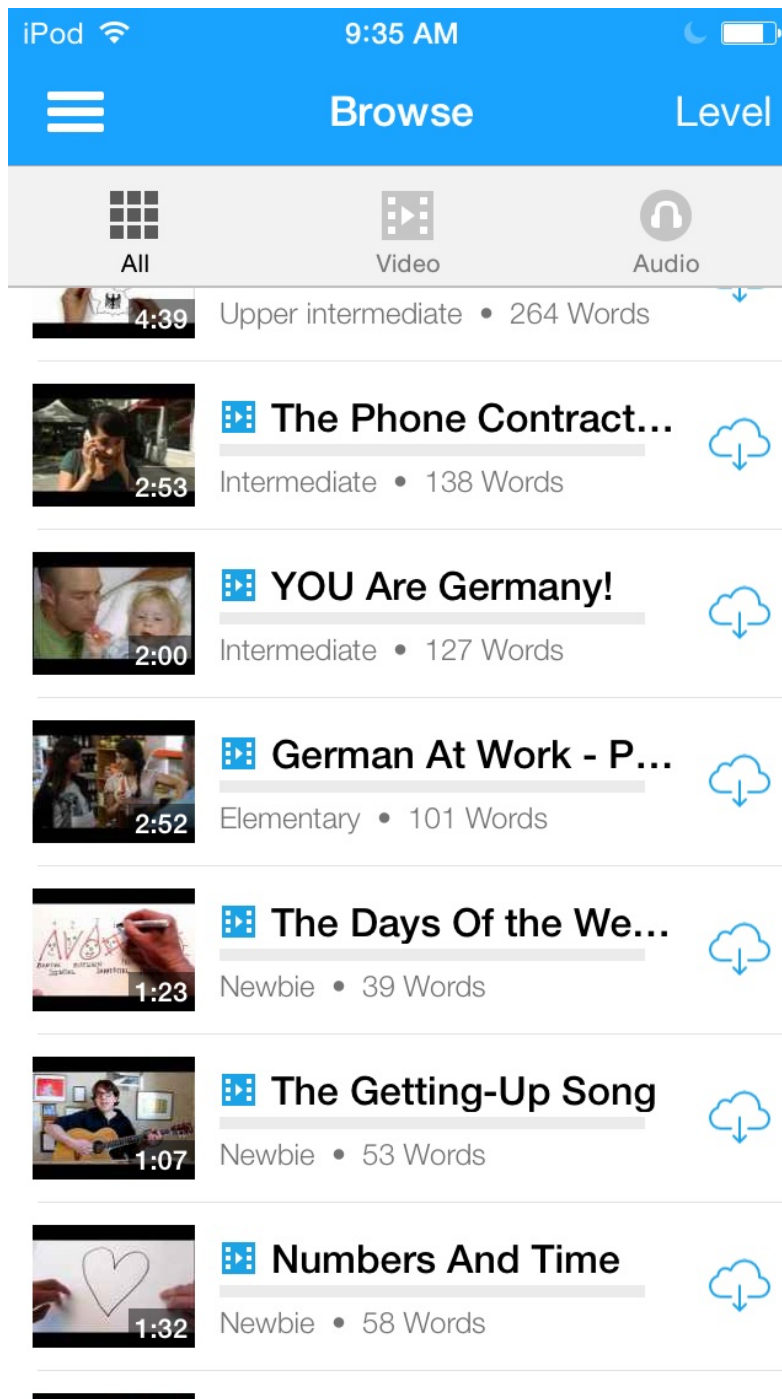 iPod 9:35 AM
Browse Level
All Video Audio
4:39 Upper intermediate • 264 Words
The Phone Contract...
2:53 Intermediate • 138 Words
YOU Are Germany!
2:00 Intermediate • 127 Words
German At Work - P...
2:52 Elementary • 101 Words
The Days Of the We...
1:23 Newbie • 39 Words
The Getting-Up Song
1:07 Newbie • 53 Words
Numbers And Time
1:32 Newbie • 58 Words